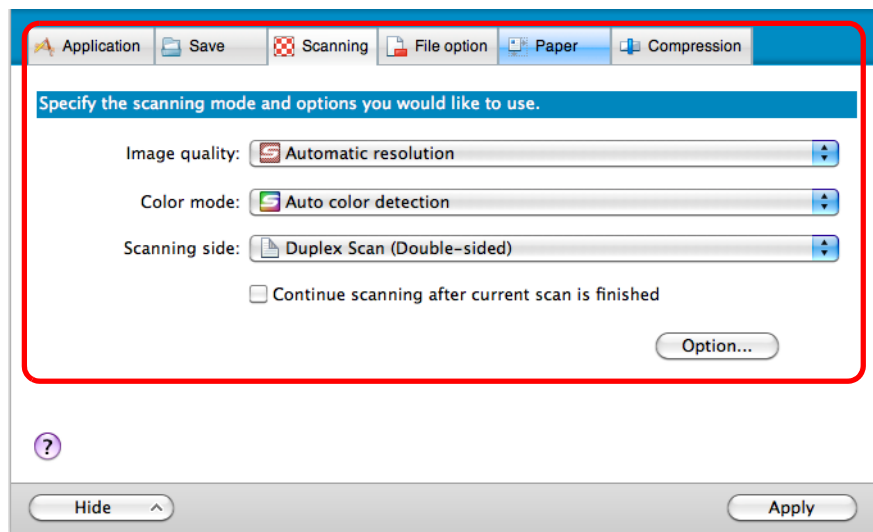 Application Save Scanning File option Paper Compression
Specify the scanning mode and options you would like to use.
Image quality: Automatic resolution
Color mode: Auto color detection
Scanning side: Duplex Scan (Double-sided)
Continue scanning after current scan is finished
Option...
?
Hide Apply